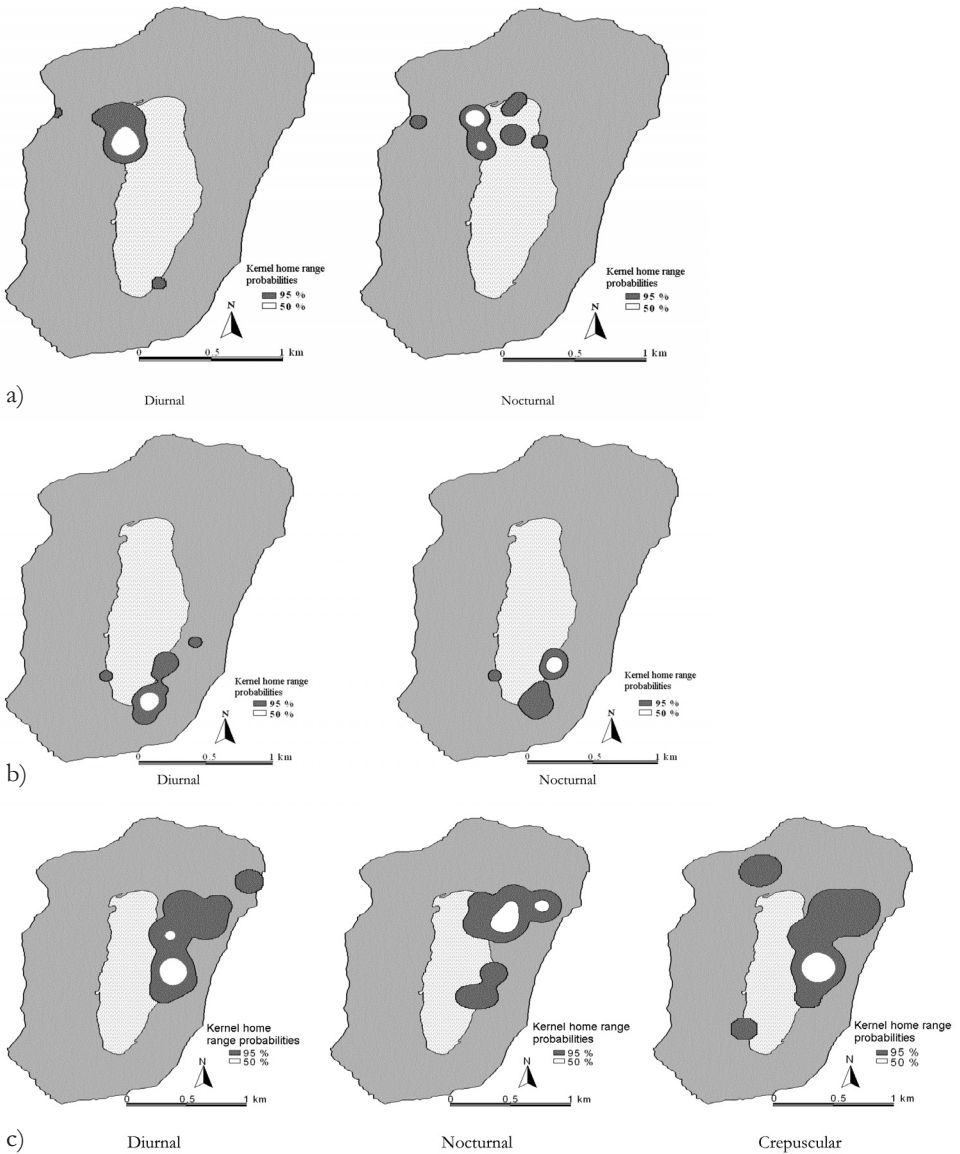 Kernel home range
probabilities
95 %
50 %
N
0 0.5 1 km
Kernel home range
probabilities
95 %
50 %
N
0 0.5 1 km
a)
Diurnal
Nocturnal
Kernel home range
probabilities
95 %
50 %
N
0 0.5 1 km
Kernel home range
probabilities
95 %
50 %
N
0 0.5 1 km
b)
Diurnal
Nocturnal
Kernel home
range probabilities
95 %
50 %
N
0 0.5 1 km
Kernel home range
probabilities
95 %
50 %
N
0 0.5 1 km
Kernel home range
probabilities
95 %
50 %
N
0 0.5 1 km
c)
Diurnal
Nocturnal
Crepuscular